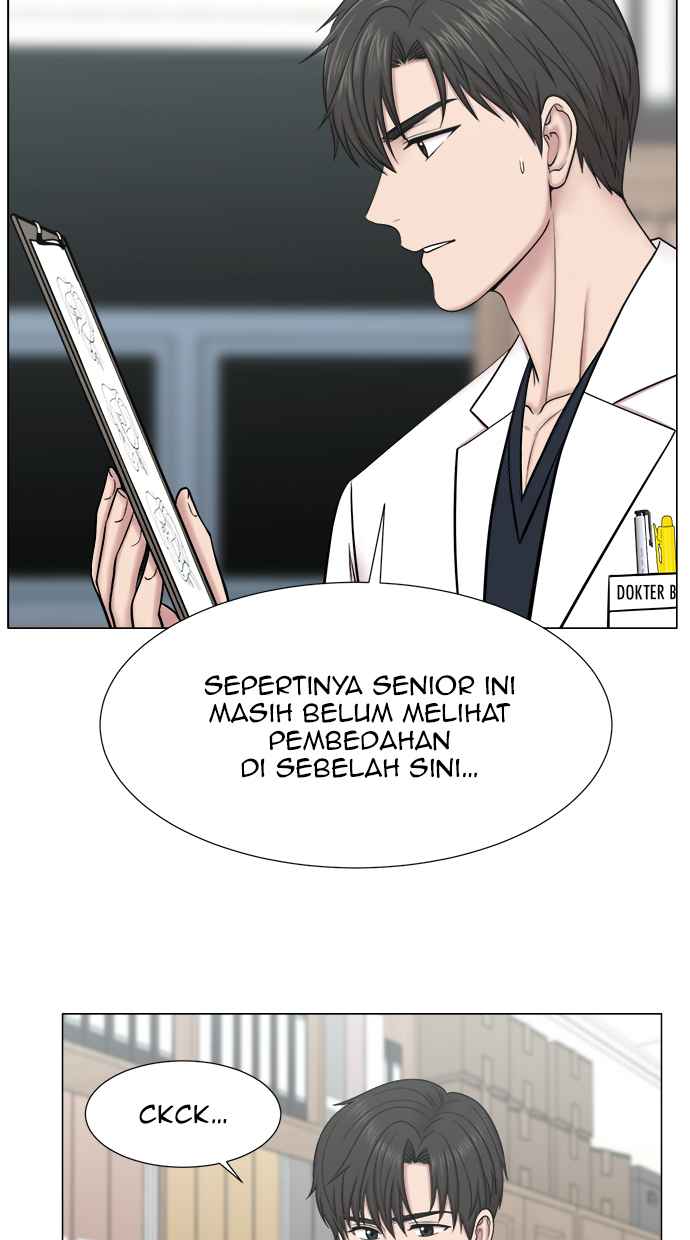 DOKTER B
SEPERTINYA SENIOR INI
MASIH BELUM MELIHAT
PEMBEDAHAN
DI SEBELAH SINI...
CKCK...